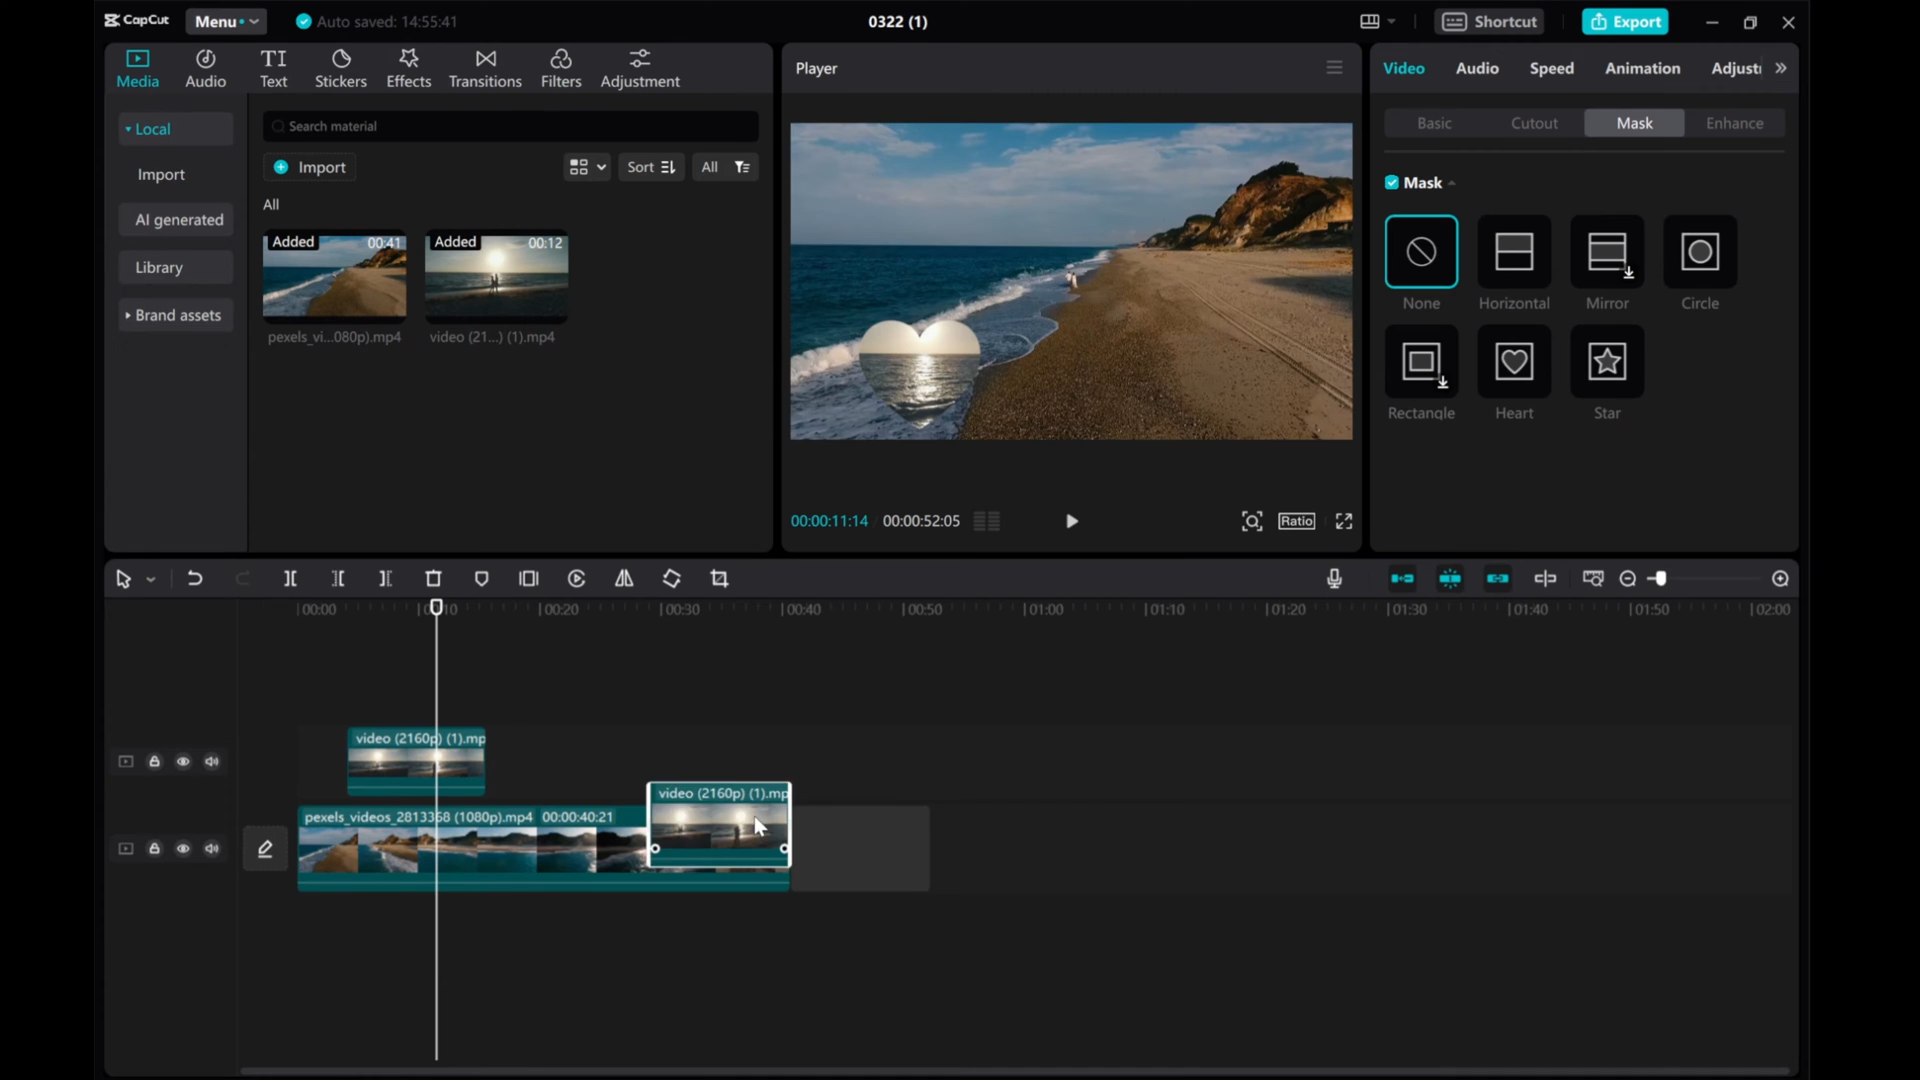 CapCut
Menu
Auto saved: 14:55:41
0322 (1)
Shortcut
Export
Media
Audio
Text
Stickers
Effects
Transitions
Filters
Adjustment
Local
Import
AI generated
Library
Brand assets
Search material
Import
Sort
All
All
Added
00:41
Added
00:12
pexels_vi...080p).mp4
video (21...) (1).mp4
Player
00:00:11:14
00:00:52:05
Ratio
Video
Audio
Speed
Animation
Adjust
Basic
Cutout
Mask
Enhance
Mask
None
Horizontal
Mirror
Circle
Rectangle
Heart
Star
00:00
00:20
00:30
00:40
00:50
01:00
01:10
01:20
01:30
01:40
01:50
02:00
video (2160p) (1).mp
video (2160p) (1).mp
pexels_videos_2813368 (1080p).mp4 00:00:40:21